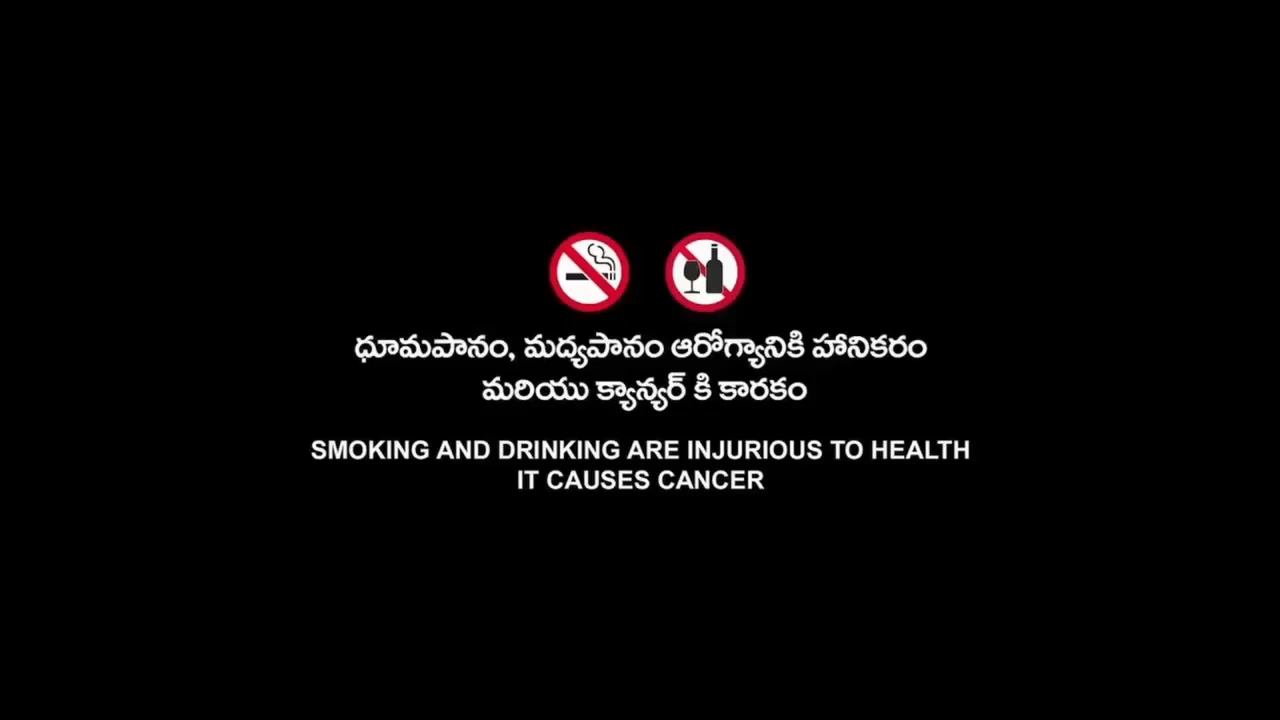 ధూమపానం, మద్యపానం ఆరోగ్యానికి హానికరం
మరియు క్యాన్సర్ కి కారకం
SMOKING AND DRINKING ARE INJURIOUS TO HEALTH
IT CAUSES CANCER